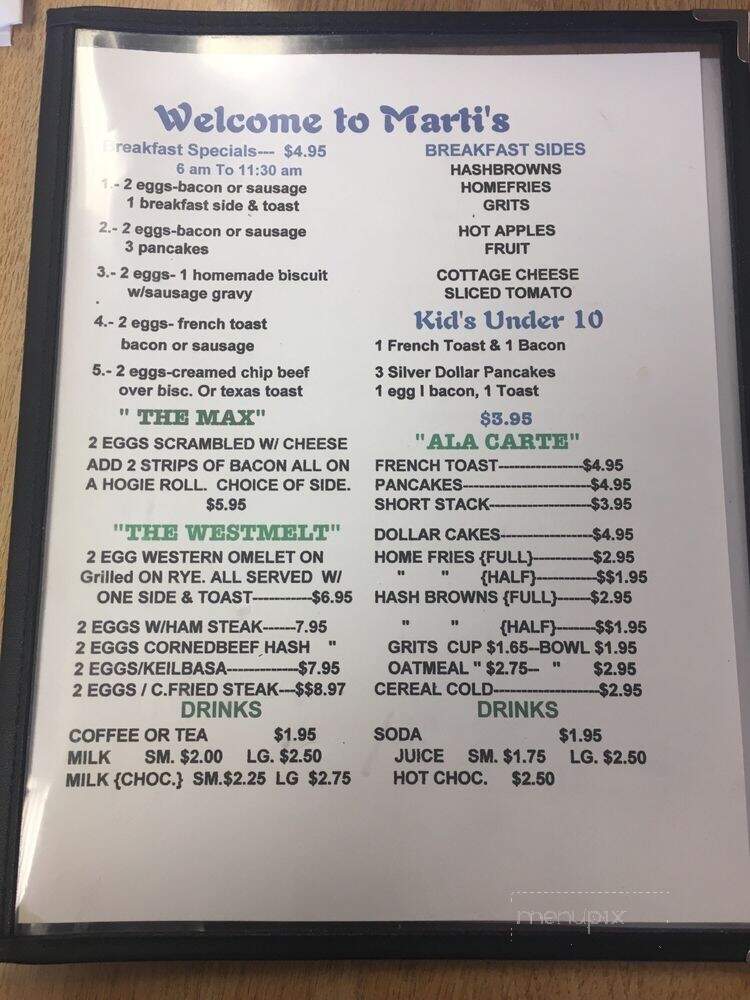 Welcome to Marti's
Breakfast Specials--- $4.95
6 am To 11:30 am
1.- 2 eggs-bacon or sausage
1 breakfast side & toast
2.- 2 eggs-bacon or sausage
3 pancakes
3.- 2 eggs- 1 homemade biscuit
w/sausage gravy
4.- 2 eggs- french toast
bacon or sausage
5.- 2 eggs-creamed chip beef
over bisc. Or texas toast
" THE MAX"
2 EGGS SCRAMBLED W/ CHEESE
ADD 2 STRIPS OF BACON ALL ON
A HOGIE ROLL. CHOICE OF SIDE.
$5.95
"THE WESTMELT"
2 EGG WESTERN OMELET ON
Grilled ON RYE. ALL SERVED W/
ONE SIDE & TOAST-----------$6.95
2 EGGS W/HAM STEAK------7.95
2 EGGS CORNEDBEEF HASH "
2 EGGS/KEILBASA-------------$7.95
2 EGGS / C.FRIED STEAK---$$8.97
DRINKS
COFFEE OR TEA $1.95
MILK SM. $2.00 LG. $2.50
MILK {CHOC.} SM.$2.25 LG $2.75
BREAKFAST SIDES
HASHBROWNS
HOMEFRIES
GRITS
HOT APPLES
FRUIT
COTTAGE CHEESE
SLICED TOMATO
Kid's Under 10
1 French Toast & 1 Bacon
3 Silver Dollar Pancakes
1 egg I bacon, 1 Toast
$3.95
"ALA CARTE"
FRENCH TOAST----------------$4.95
PANCAKES------------------------$4.95
SHORT STACK-------------------$3.95
DOLLAR CAKES-----------------$4.95
HOME FRIES {FULL}-----------$2.95
" " {HALF}-----------$$1.95
HASH BROWNS {FULL}------$2.95
" " {HALF}-------$$1.95
GRITS CUP $1.65--BOWL $1.95
OATMEAL " $2.75-- " $2.95
CEREAL COLD--------------------$2.95
DRINKS
SODA $1.95
JUICE SM. $1.75 LG. $2.50
HOT CHOC. $2.50
menupix